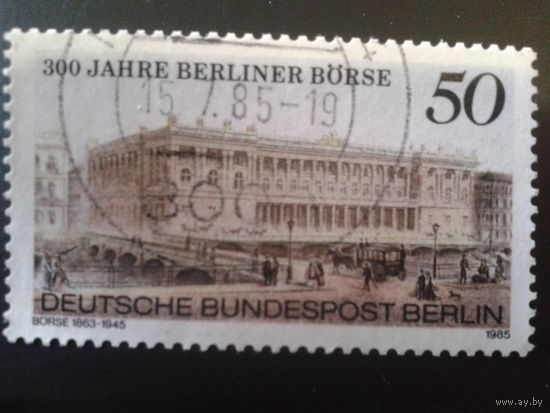 300 JAHRE BERLINER BÖRSE 50
15.7.85-19
DEUTSCHE BUNDESPOST BERLIN
BÖRSE 1863-1945 1985
www.ay.by